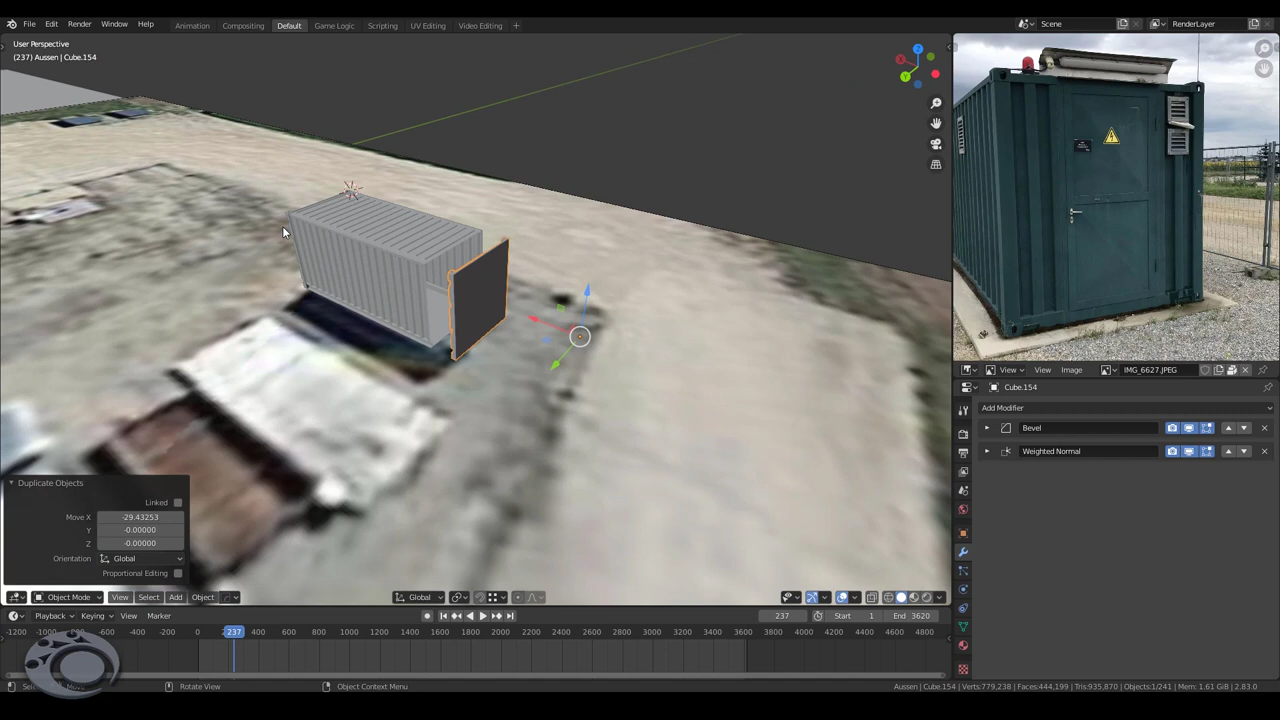 File Edit Render Window Help Animation Compositing Default Game Logic Scripting UV Editing Video Editing + Scene RenderLayer
User Perspective
(237) Aussen | Cube.154
Z
X
Y
View View Image IMG_6627.JPEG
Cube.154
Add Modifier
Bevel
Weighted Normal
Duplicate Objects
Linked
Move X -29.43253
Y -0.00000
Z -0.00000
Orientation Global
Proportional Editing
Object Mode View Select Add Object Global
Playback Keying View Marker 237 Start 1 End 3620
-1200 -1000 -800 -600 -400 -200 0 237 400 600 800 1000 1200 1400 1600 1800 2000 2200 2400 2600 2800 3000 3200 3400 3600 3800 4000 4200 4400 4600 4800
Move Rotate View Object Context Menu Aussen | Cube.154 | Verts:779,238 | Faces:444,199 | Tris:935,870 | Objects:1/241 | Mem: 1.61 GiB | 2.83.0